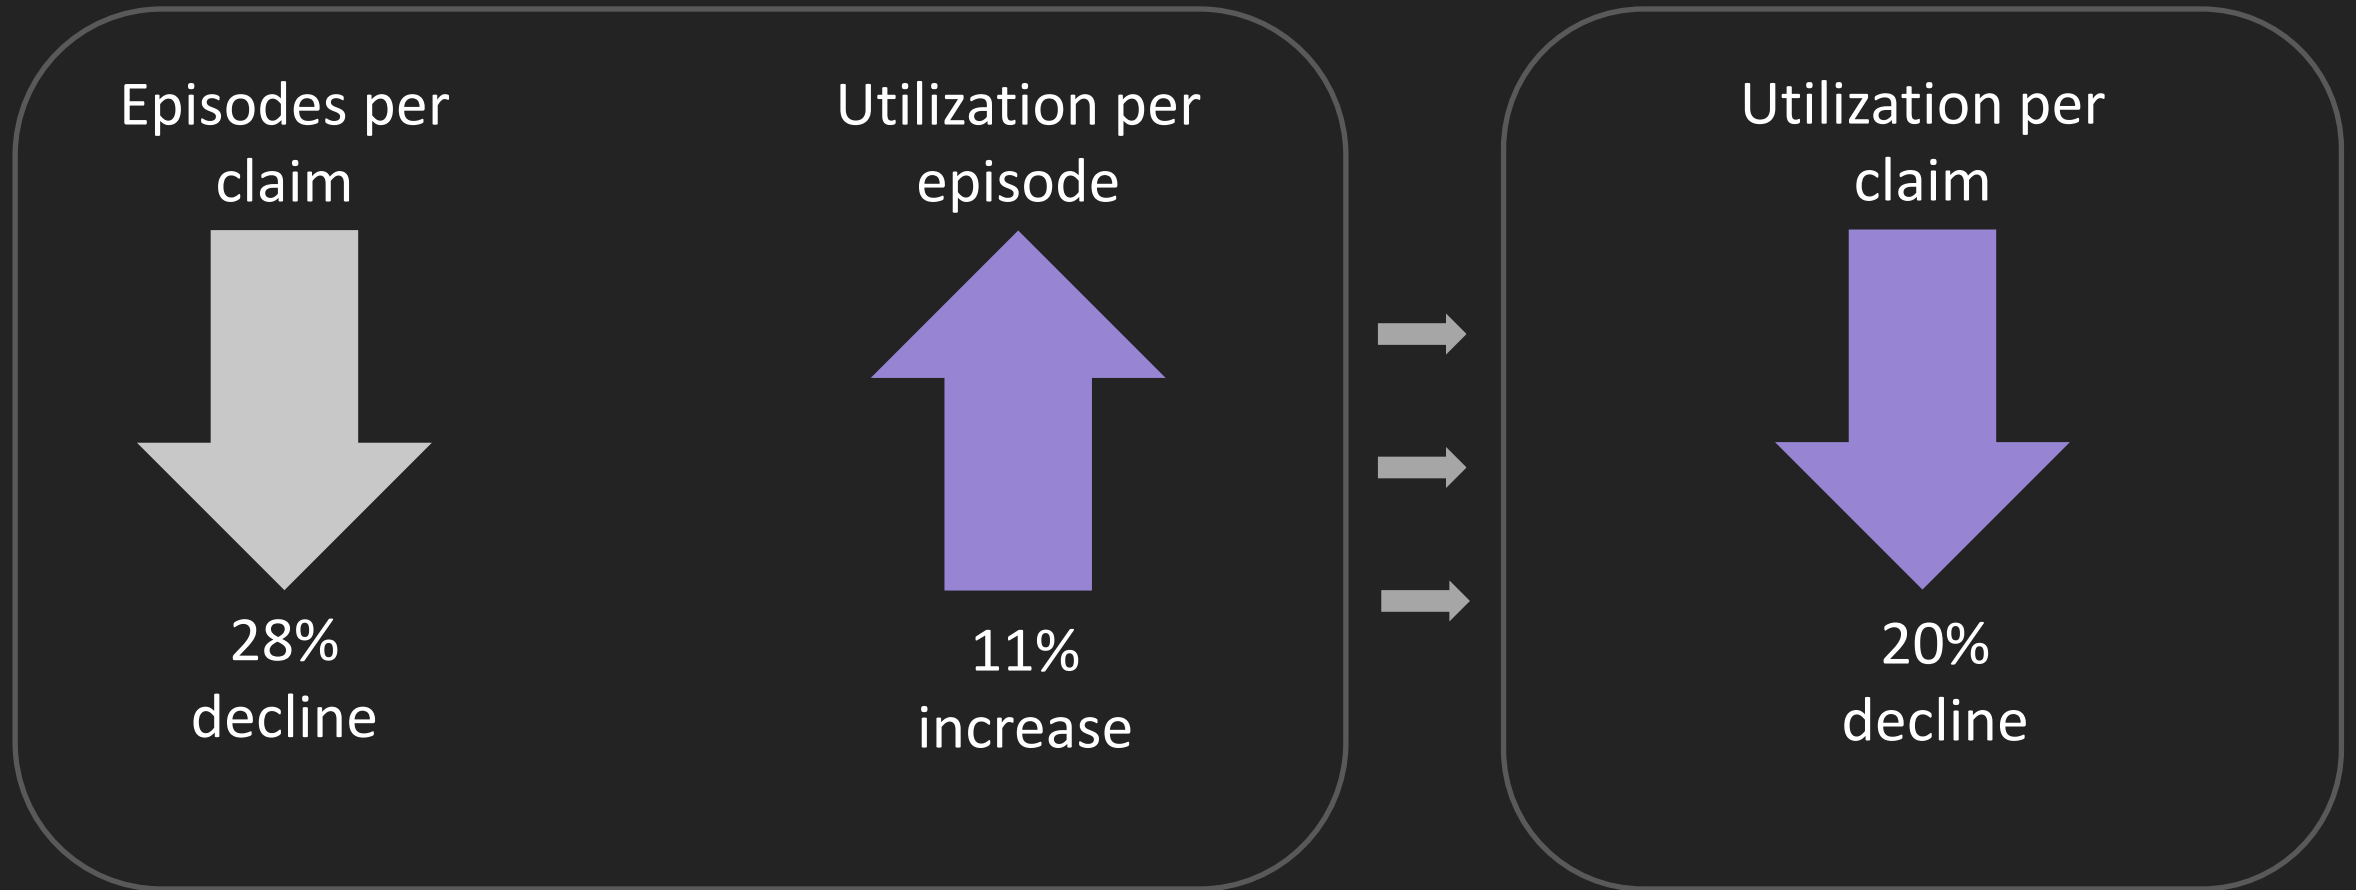 Episodes per
claim
28%
decline
Utilization per
episode
11%
increase
Utilization per
claim
20%
decline